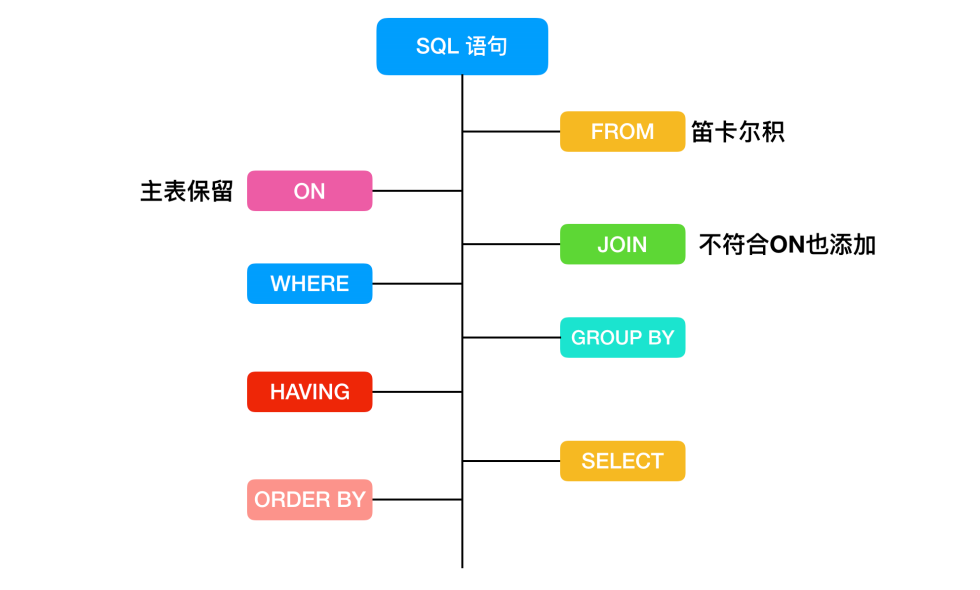 SQL 语句
FROM 笛卡尔积
主表保留 ON
JOIN 不符合ON也添加
WHERE
GROUP BY
HAVING
SELECT
ORDER BY